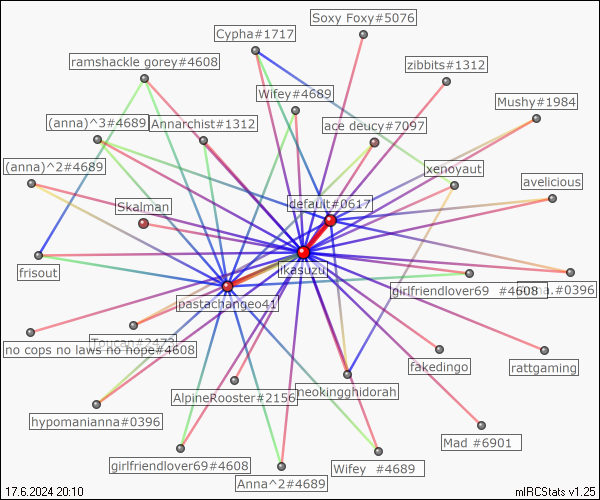 Soxy Foxy#5076
Cypha#1717
ramshackle gorey#4608
zibbits#1312
Wifey#4689
Mushy#1984
(anna)^3#4689
Annarchist#1312
ace deucy#7097
(anna)^2#4689
xenoyaut
avelicious
Skalman
default#0617
frisout
ikasuzu
girlfriendlover69 #4608
#0396
pastachangeo41
Toucan#2472
no cops no laws no hope#4608
fakedingo
rattgaming
AlpineRooster#2156
neokingghidorah
hypomanianna#0396
Mad #6901
girlfriendlover69#4608
Wifey #4689
Anna^2#4689
17.6.2024 20:10
mIRCStats v1.25